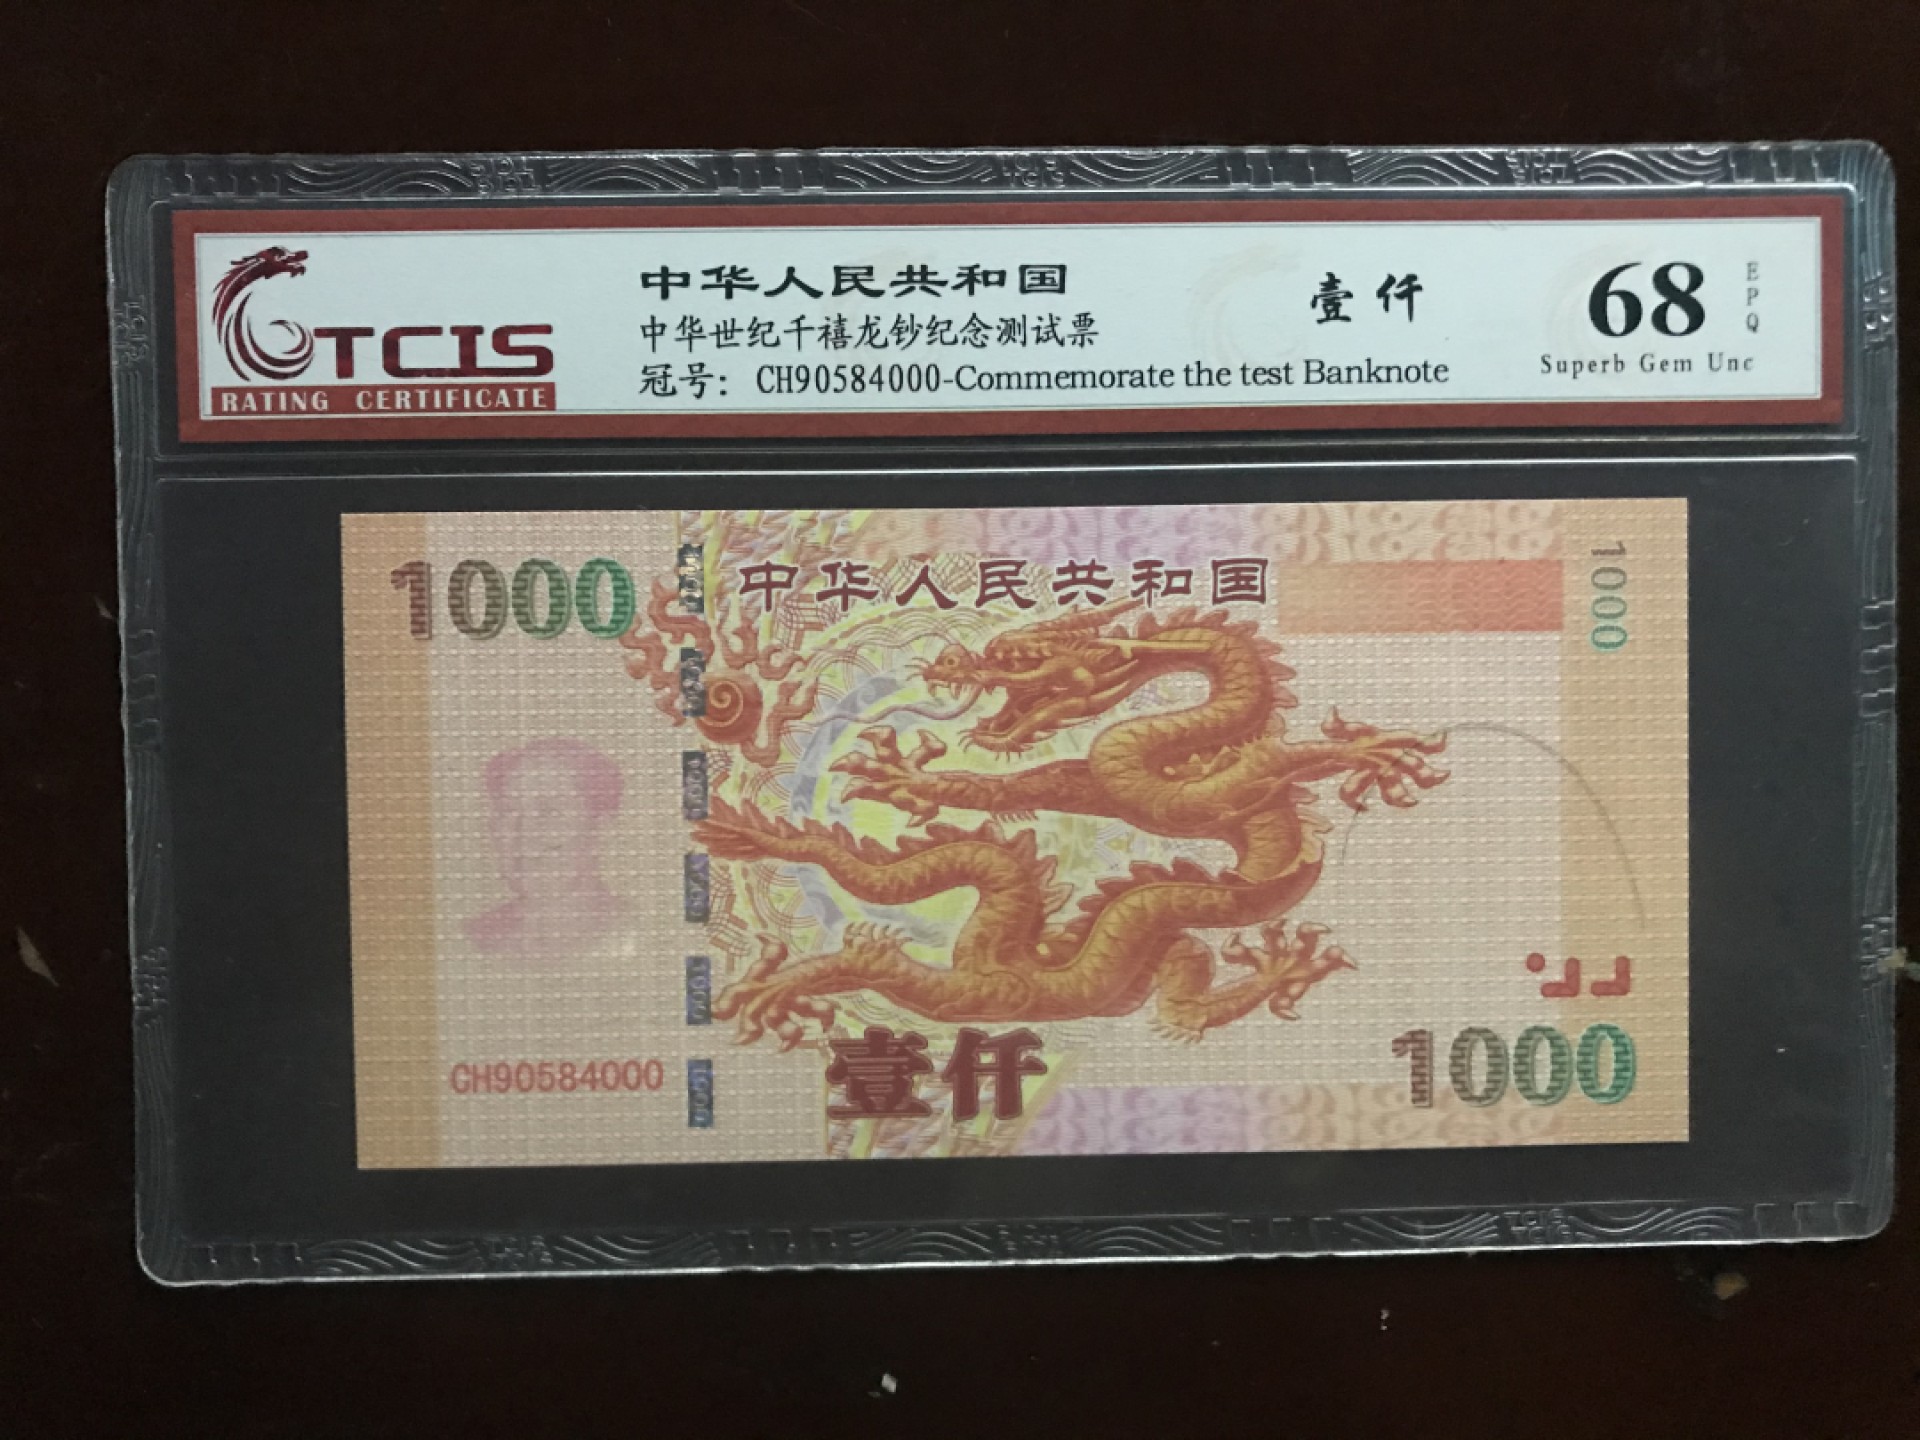 TCIS
RATING CERTIFICATE
中华人民共和国
中华世纪千禧龙钞纪念测试票
冠号: CH90584000-Commemorate the test Banknote
壹仟
68
EPQ
Superb Gem Unc
1000
中华人民共和国
1000
CH90584000
壹仟
1000